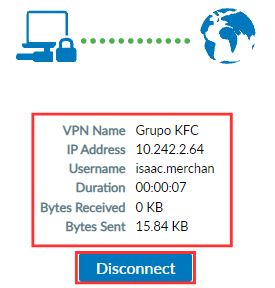 VPN Name Grupo KFC
IP Address 10.242.2.64
Username isaac.merchan
Duration 00:00:07
Bytes Received 0 KB
Bytes Sent 15.84 KB
Disconnect